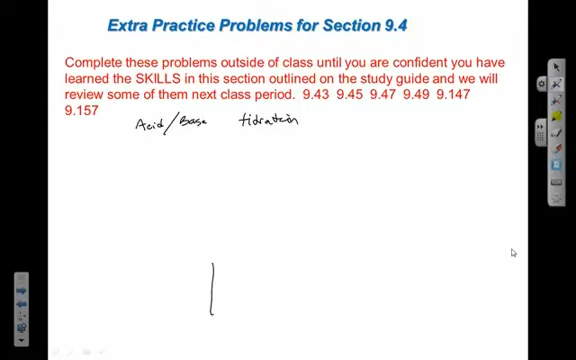 Extra Practice Problems for Section 9.4
Complete these problems outside of class until you are confident you have
learned the SKILLS in this section outlined on the study guide and we will
review some of them next class period. 9.43 9.45 9.47 9.49 9.147
9.157
Acid/Base tidration